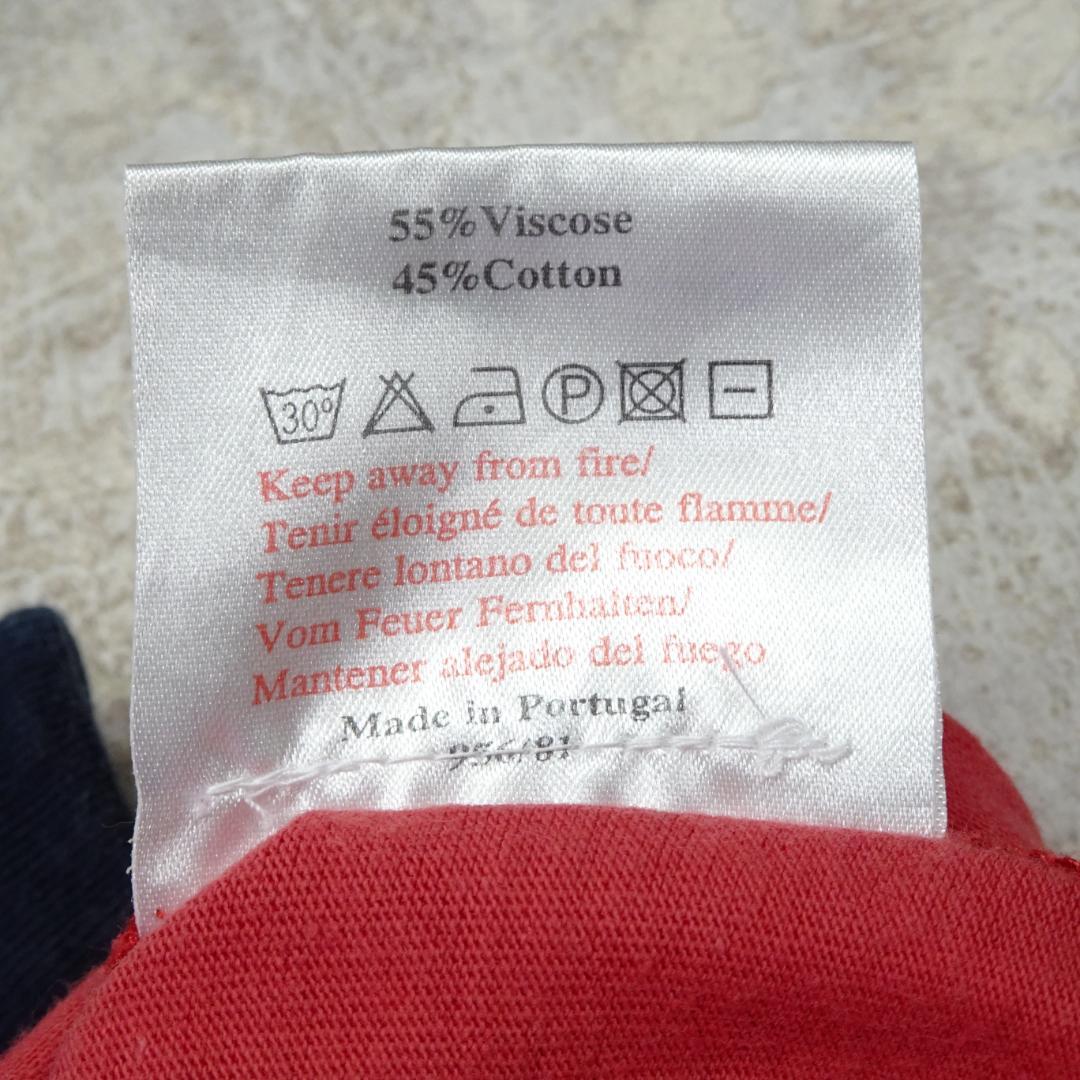 55% Viscose
45% Cotton
30° P
Keep away from fire/
Tenir éloigné de toute flamme/
Tenere lontano del fuoco/
Vom Feuer Fernhalten/
Mantener alejado del fuego
Made in Portugal